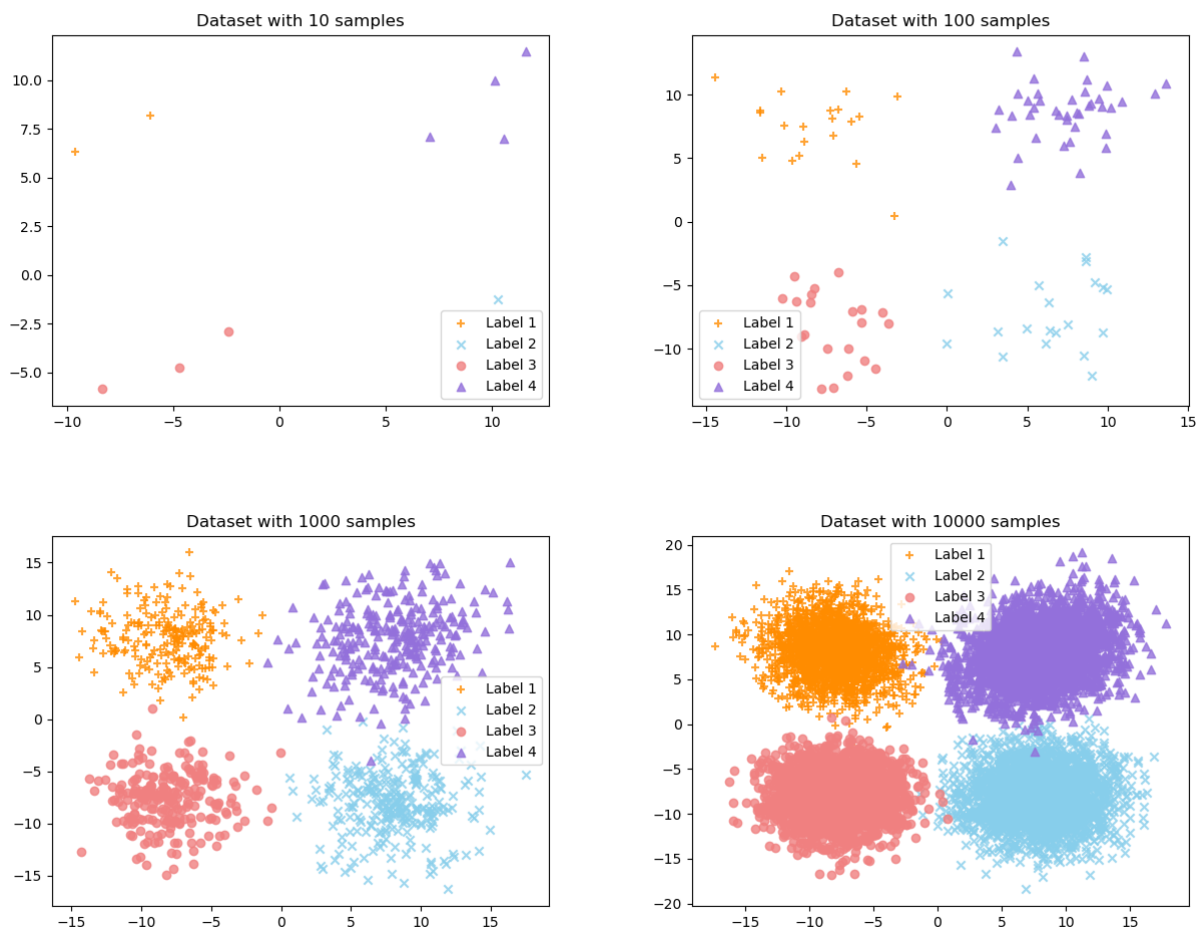 Dataset with 10 samples
10.0
7.5
5.0
2.5
0.0
−2.5
−5.0
−10
−5
0
5
10
Label 1
Label 2
Label 3
Label 4
Dataset with 100 samples
10
5
0
−5
−10
−15
−10
−5
0
5
10
15
Label 1
Label 2
Label 3
Label 4
Dataset with 1000 samples
15
10
5
0
−5
−10
−15
−15
−10
−5
0
5
10
15
Label 1
Label 2
Label 3
Label 4
Dataset with 10000 samples
20
15
10
5
0
−5
−10
−15
−20
−15
−10
−5
0
5
10
15
Label 1
Label 2
Label 3
Label 4